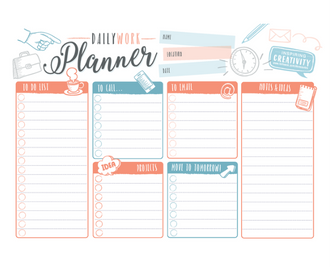 DAILY WORK
Planner
NAME
LOCATION
DATE
CREATIVITY
TO DO LIST
TO CALL...
TO EMAIL
NOTES & IDEAS
IDEA
PROJECTS
MOVE TO TOMORROW!